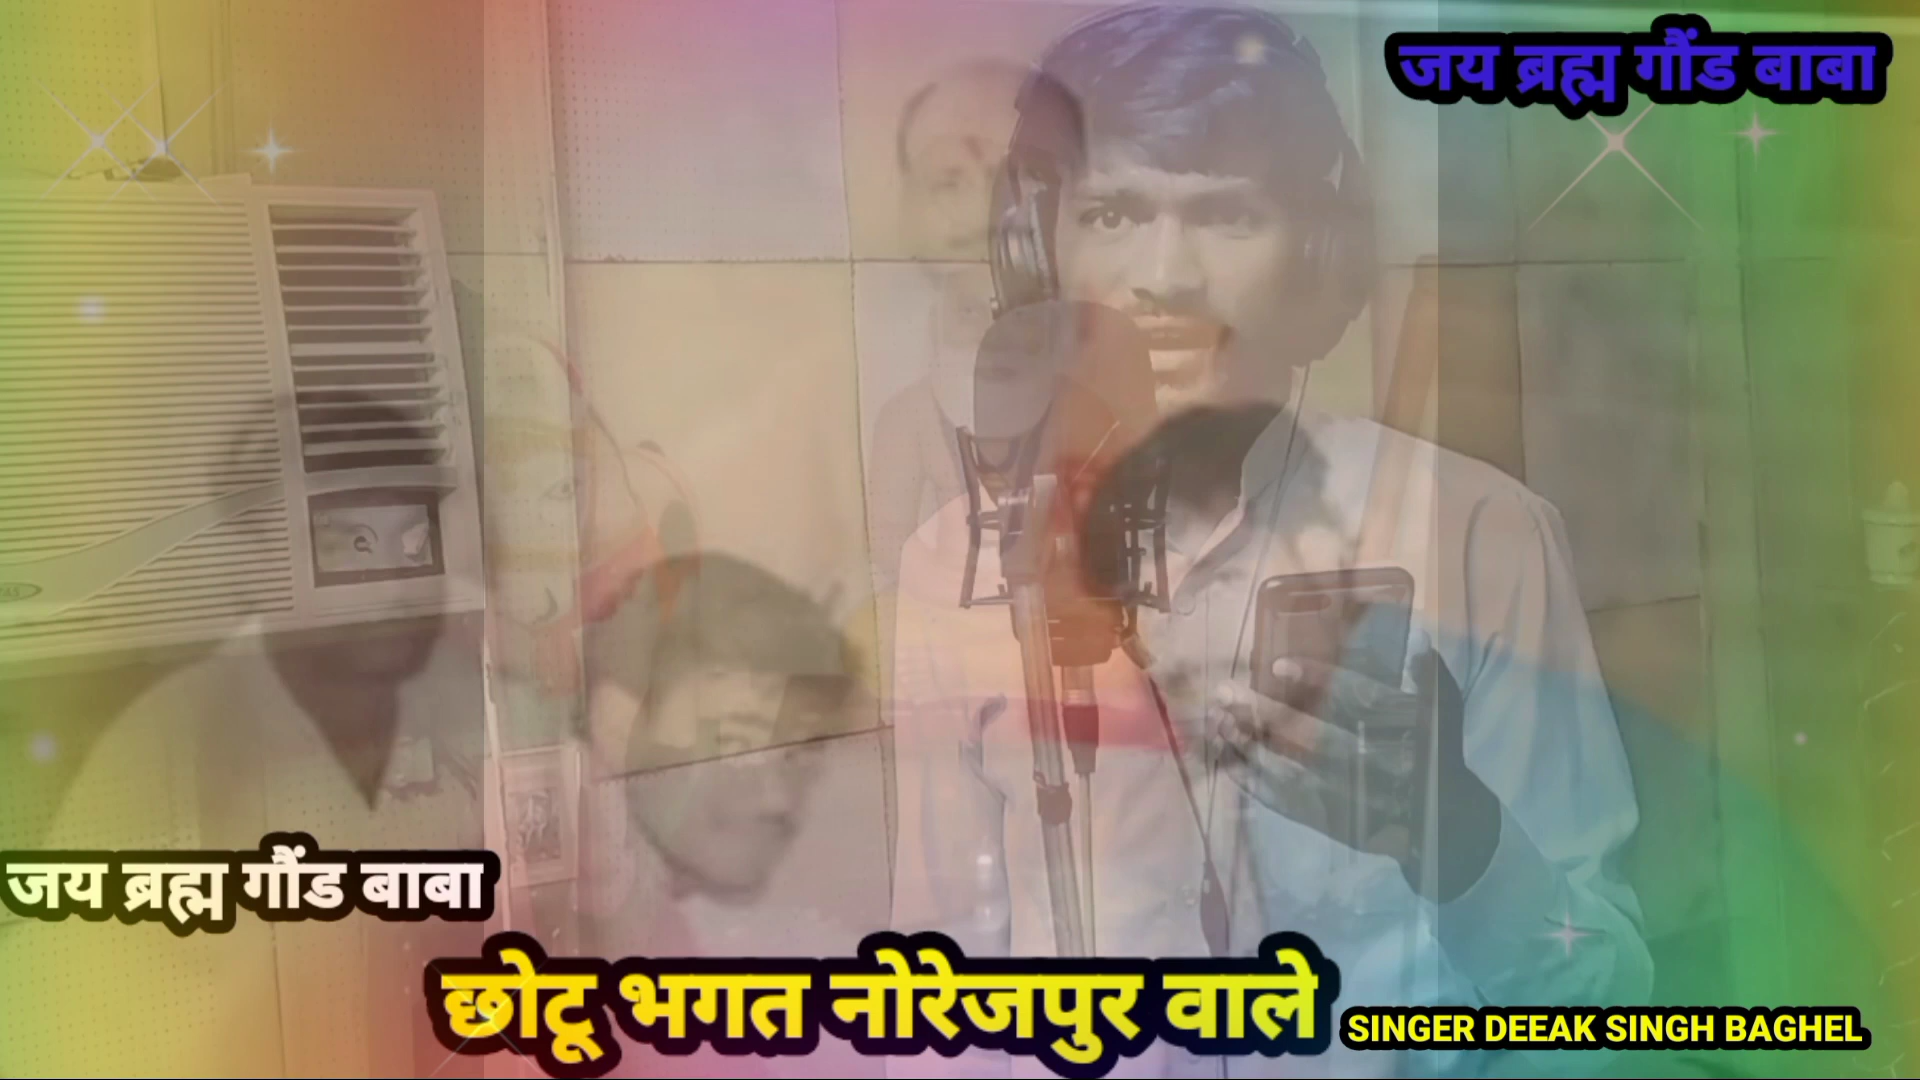 जय ब्रह्म गौंड बाबा
जय ब्रह्म गौंड बाबा
छोटू भगत नोरेजपुर वाले
SINGER DEEAK SINGH BAGHEL